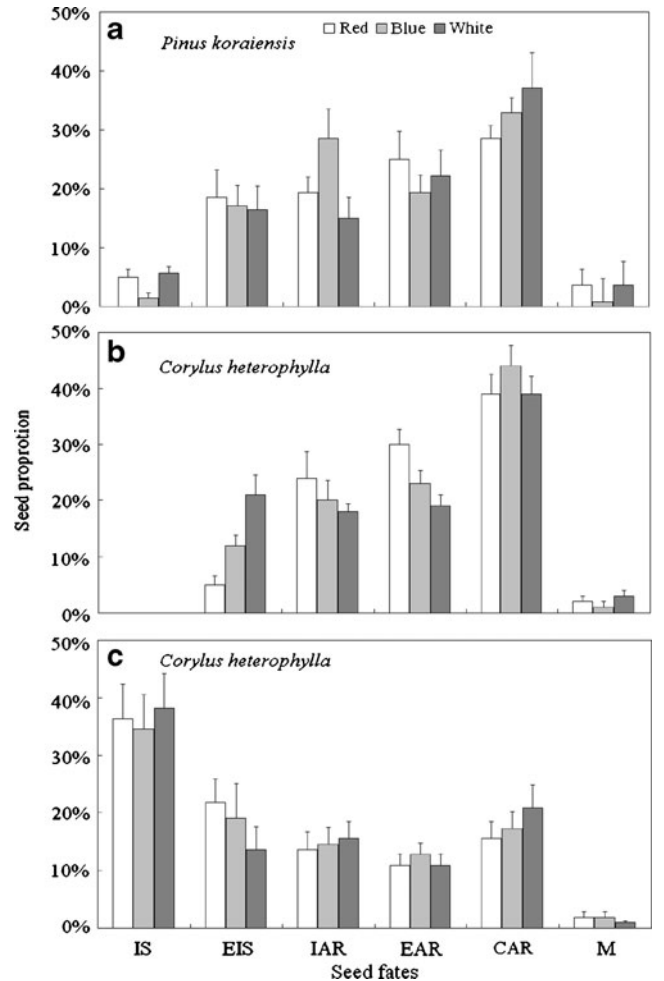 a
Pinus koraiensis
Red Blue White
50%
40%
30%
20%
10%
0%
b
Corylus heterophylla
50%
40%
30%
20%
10%
0%
Seed proprotion
c
Corylus heterophylla
50%
40%
30%
20%
10%
0%
IS EIS IAR EAR CAR M
Seed fates